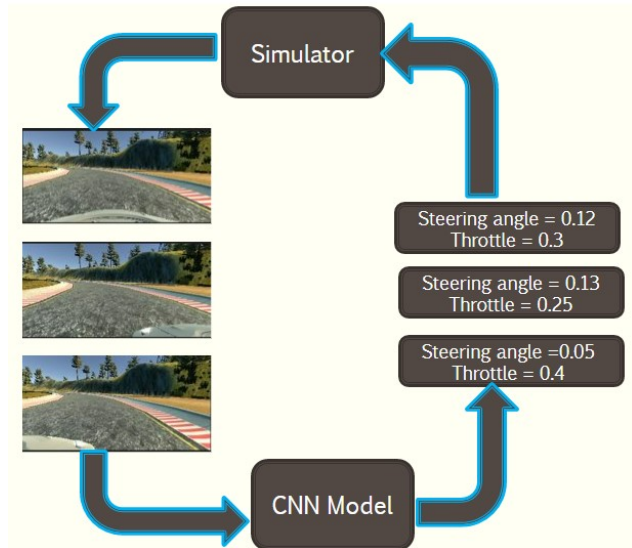 Simulator
Steering angle = 0.12
Throttle = 0.3
Steering angle = 0.13
Throttle = 0.25
Steering angle =0.05
Throttle = 0.4
CNN Model